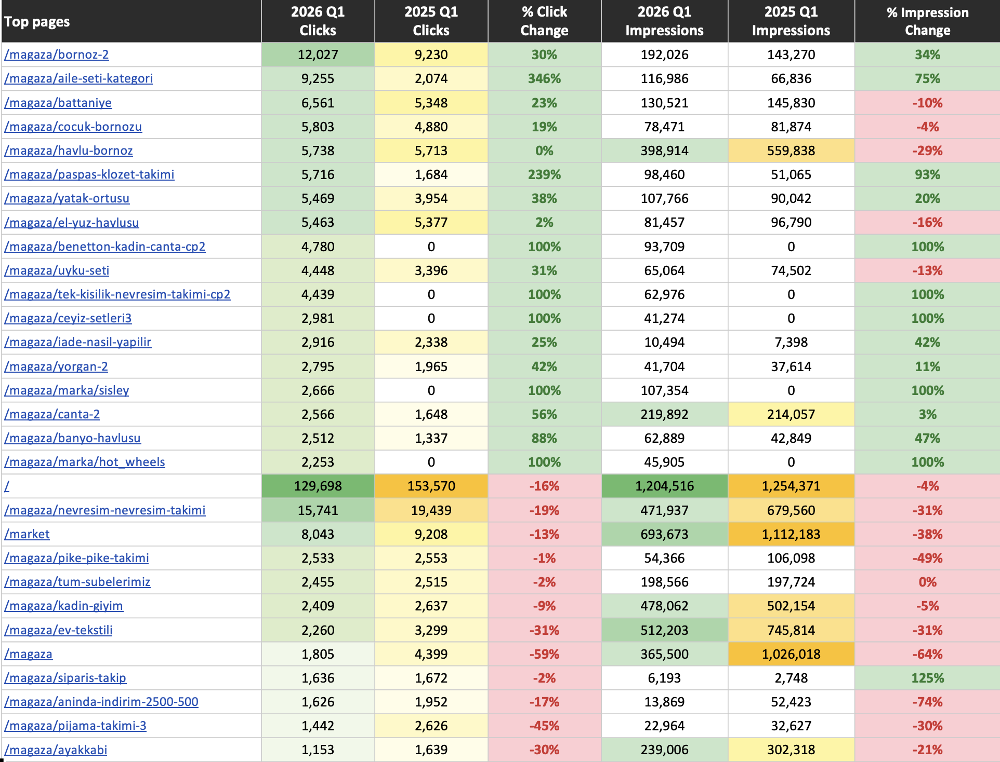 Top pages 2026 Q1 Clicks 2025 Q1 Clicks % Click Change 2026 Q1 Impressions 2025 Q1 Impressions % Impression Change
/magaza/bornoz-2 12,027 9,230 30% 192,026 143,270 34%
/magaza/aile-seti-kategori 9,255 2,074 346% 116,986 66,836 75%
/magaza/battaniye 6,561 5,348 23% 130,521 145,830 -10%
/magaza/cocuk-bornozu 5,803 4,880 19% 78,471 81,874 -4%
/magaza/havlu-bornoz 5,738 5,713 0% 398,914 559,838 -29%
/magaza/paspas-klozet-takimi 5,716 1,684 239% 98,460 51,065 93%
/magaza/yatak-ortusu 5,469 3,954 38% 107,766 90,042 20%
/magaza/el-yuz-havlusu 5,463 5,377 2% 81,457 96,790 -16%
/magaza/benetton-kadin-canta-cp2 4,780 0 100% 93,709 0 100%
/magaza/uyku-seti 4,448 3,396 31% 65,064 74,502 -13%
/magaza/tek-kisilik-nevresim-takimi-cp2 4,439 0 100% 62,976 0 100%
/magaza/ceyiz-setleri3 2,981 0 100% 41,274 0 100%
/magaza/iade-nasil-yapilir 2,916 2,338 25% 10,494 7,398 42%
/magaza/yorgan-2 2,795 1,965 42% 41,704 37,614 11%
/magaza/marka/sisley 2,666 0 100% 107,354 0 100%
/magaza/canta-2 2,566 1,648 56% 219,892 214,057 3%
/magaza/banyo-havlusu 2,512 1,337 88% 62,889 42,849 47%
/magaza/marka/hot_wheels 2,253 0 100% 45,905 0 100%
/ 129,698 153,570 -16% 1,204,516 1,254,371 -4%
/magaza/nevresim-nevresim-takimi 15,741 19,439 -19% 471,937 679,560 -31%
/market 8,043 9,208 -13% 693,673 1,112,183 -38%
/magaza/pike-pike-takimi 2,533 2,553 -1% 54,366 106,098 -49%
/magaza/tum-subelerimiz 2,455 2,515 -2% 198,566 197,724 0%
/magaza/kadin-giyim 2,409 2,637 -9% 478,062 502,154 -5%
/magaza/ev-tekstili 2,260 3,299 -31% 512,203 745,814 -31%
/magaza 1,805 4,399 -59% 365,500 1,026,018 -64%
/magaza/siparis-takip 1,636 1,672 -2% 6,193 2,748 125%
/magaza/aninda-indirim-2500-500 1,626 1,952 -17% 13,869 52,423 -74%
/magaza/pijama-takimi-3 1,442 2,626 -45% 22,964 32,627 -30%
/magaza/ayakkabi 1,153 1,639 -30% 239,006 302,318 -21%